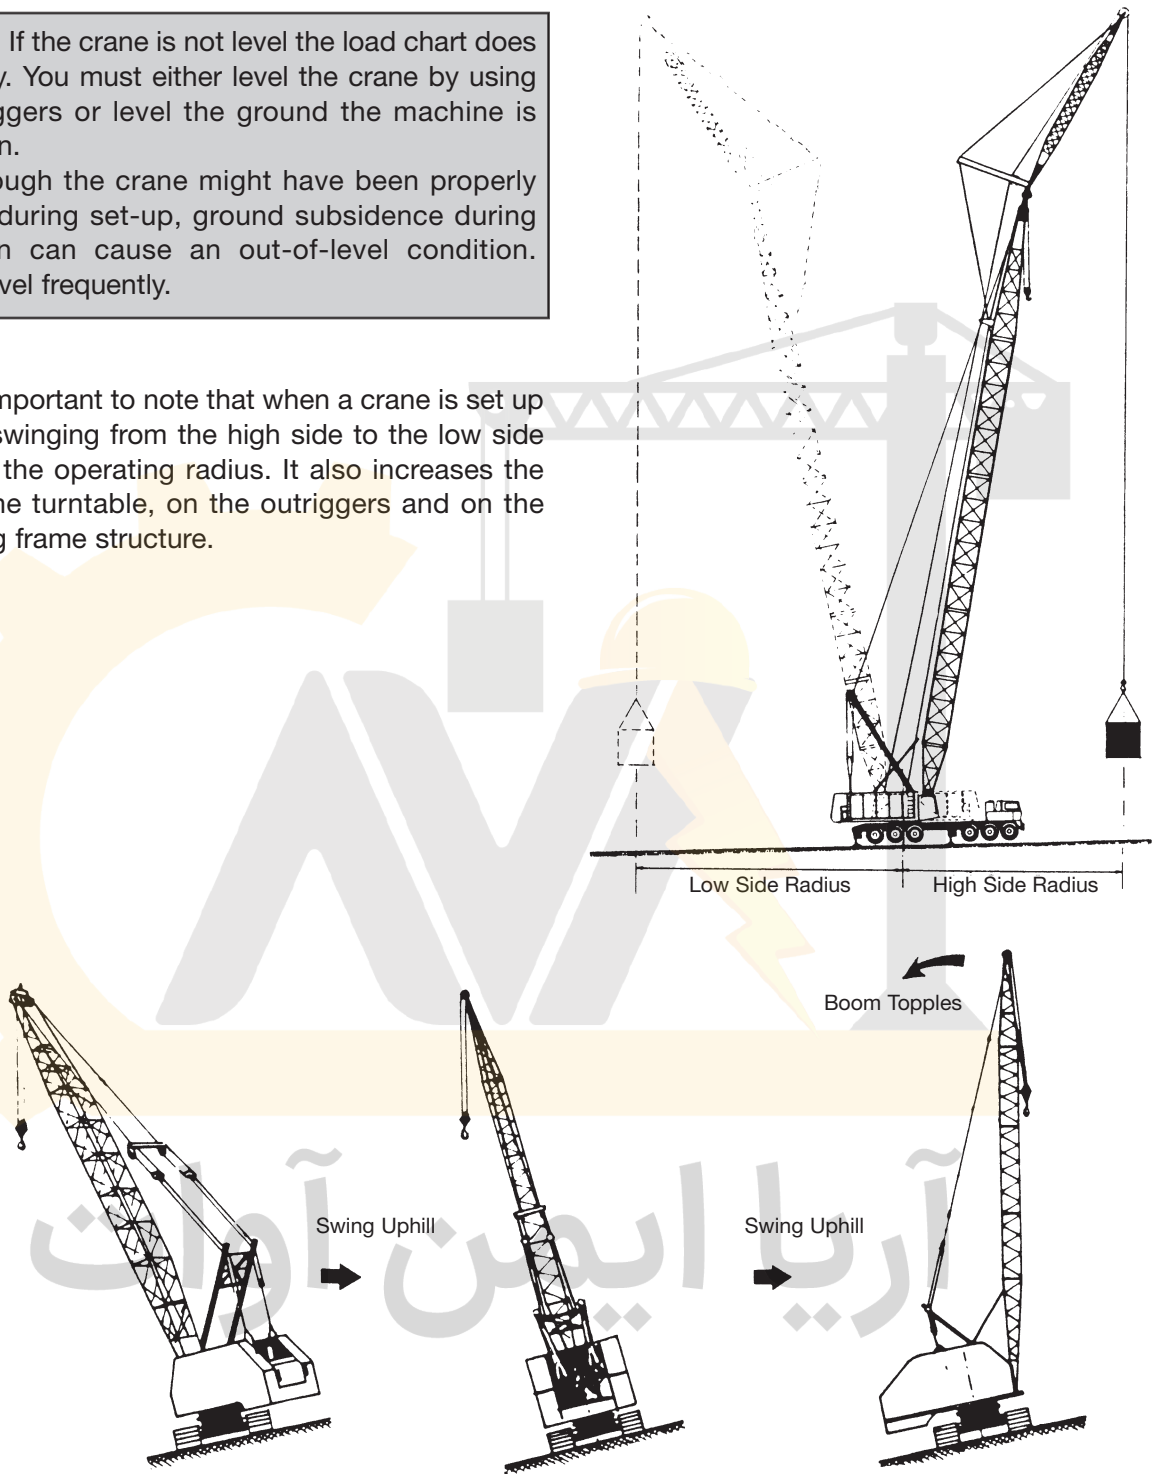 If the crane is not level the load chart does
y. You must either level the crane by using
ggers or level the ground the machine is
n.
ough the crane might have been properly
during set-up, ground subsidence during
n can cause an out-of-level condition.
vel frequently.
mportant to note that when a crane is set up
swinging from the high side to the low side
the operating radius. It also increases the
ne turntable, on the outriggers and on the
g frame structure.
Low Side Radius
High Side Radius
Boom Topples
Swing Uphill
Swing Uphill
آریا ایمن آوات